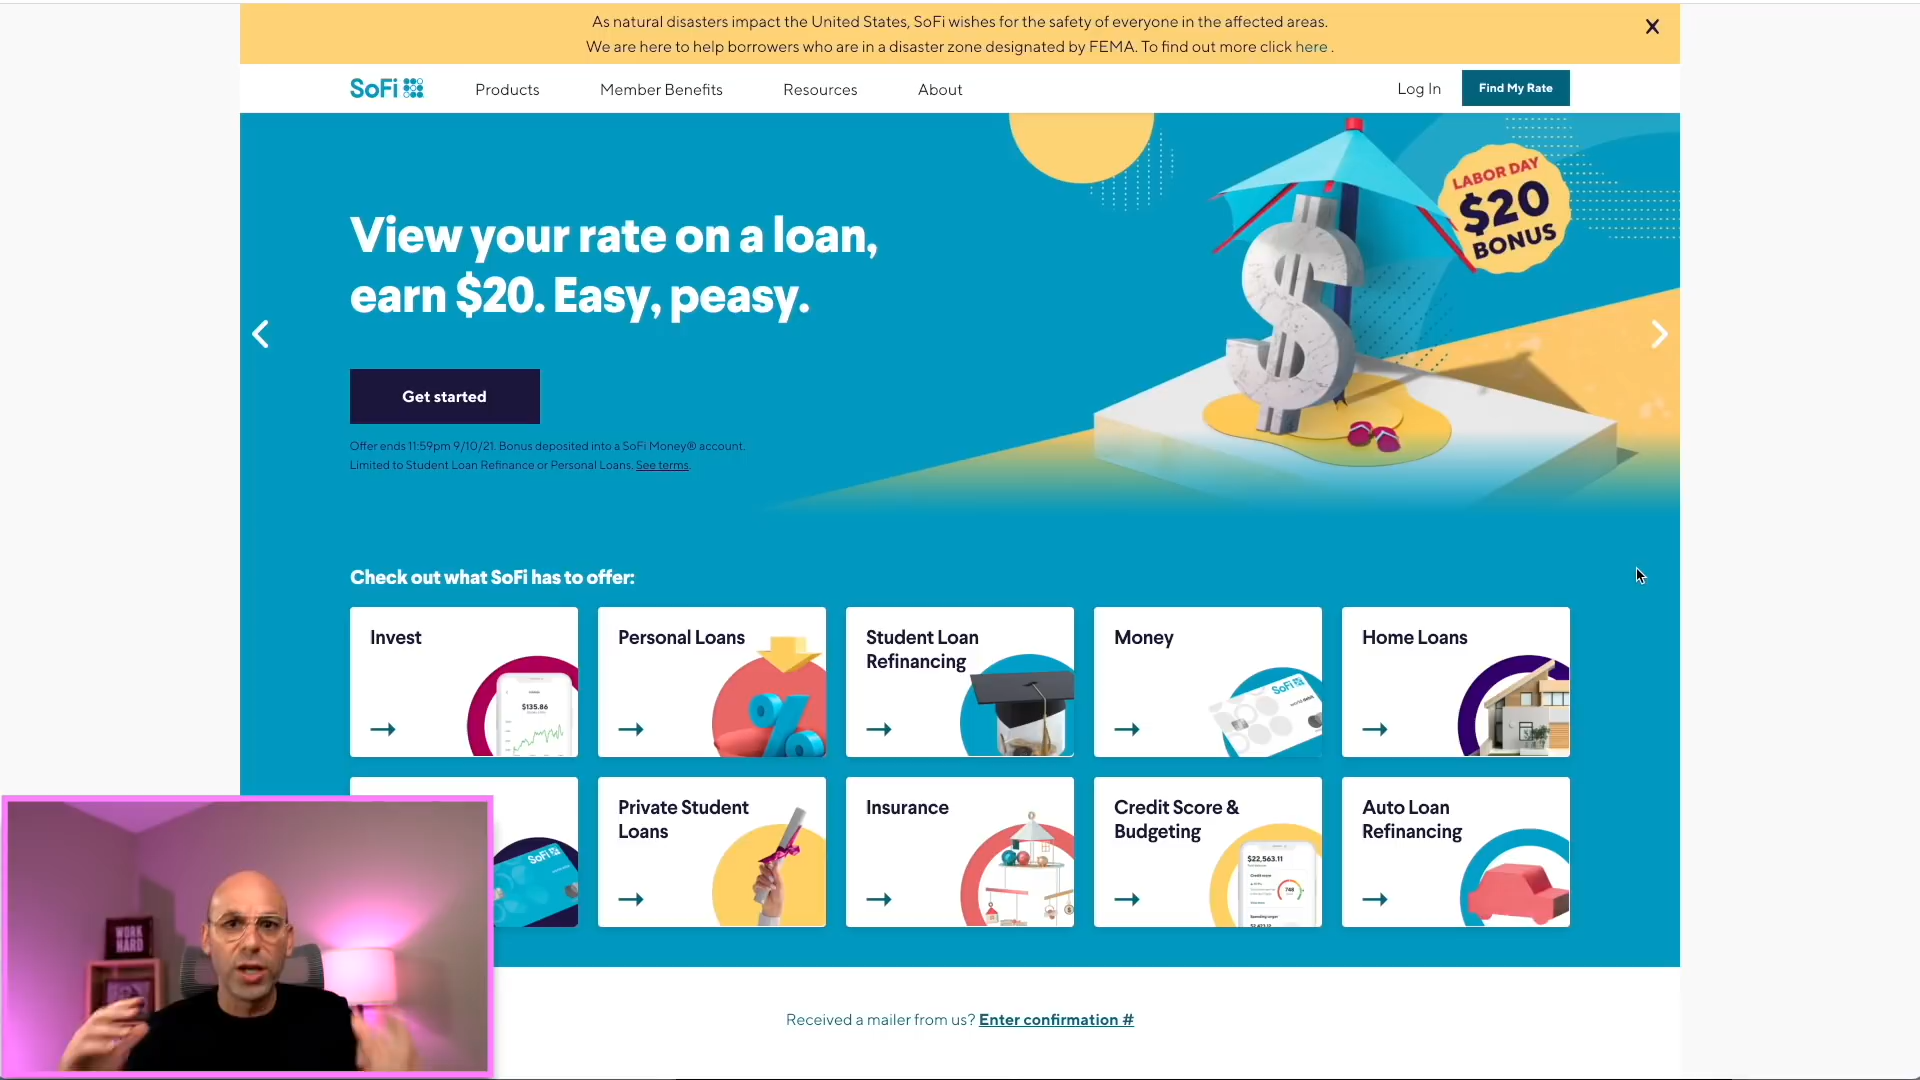 As natural disasters impact the United States, SoFi wishes for the safety of everyone in the affected areas.
We are here to help borrowers who are in a disaster zone designated by FEMA. To find out more click here .
X
SoFi
Products
Member Benefits
Resources
About
Log In
Find My Rate
LABOR DAY
$20
BONUS
View your rate on a loan,
earn $20. Easy, peasy.
$
Get started
Offer ends 11:59pm 9/10/21. Bonus deposited into a SoFi Money® account.
Limited to Student Loan Refinance or Personal Loans. See terms.
Check out what SoFi has to offer:
Invest
$135.86
Personal Loans
%
Student Loan
Refinancing
Money
SoFi
Home Loans
SoFi
Private Student
Loans
Insurance
Credit Score &
Budgeting
$22,563.11
Credit score
748
Auto Loan
Refinancing
WORK
HARD
Received a mailer from us? Enter confirmation #